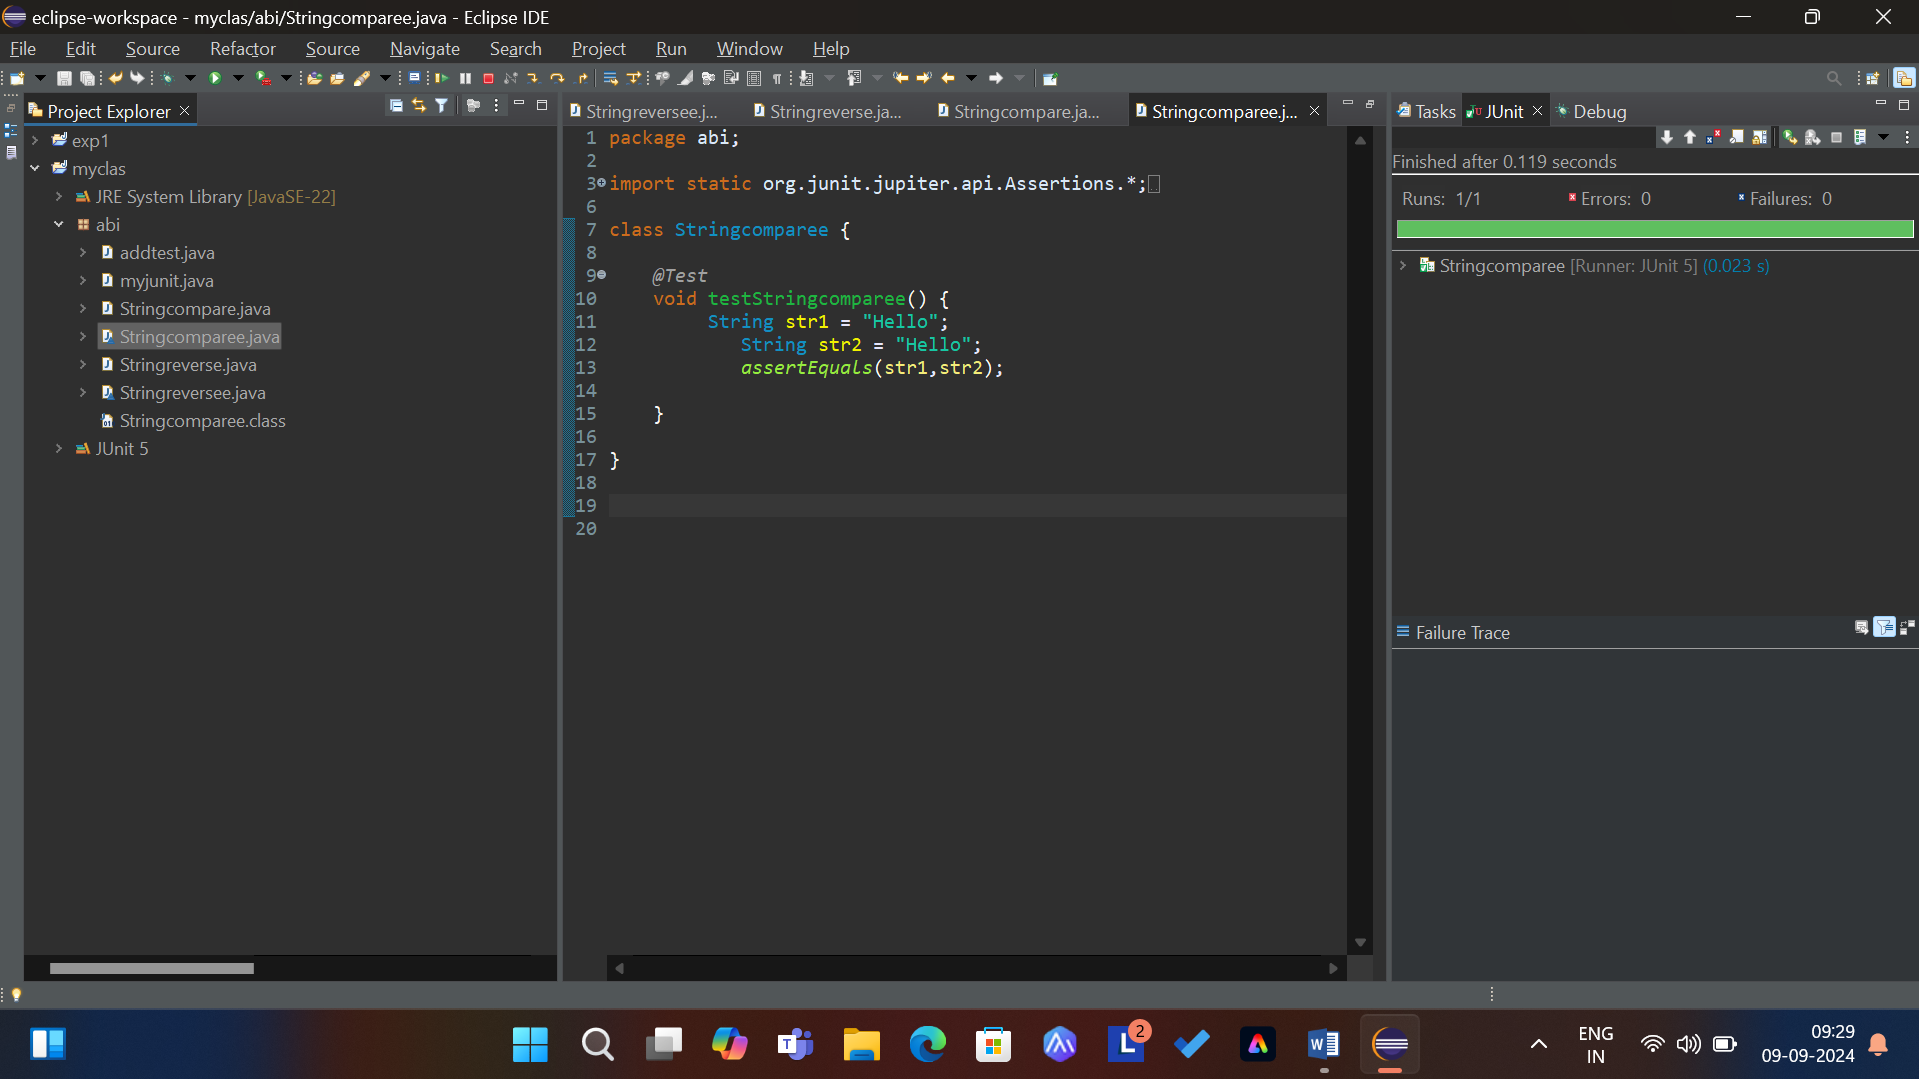 eclipse-workspace - myclas/abi/Stringcomparee.java - Eclipse IDE
File Edit Source Refactor Source Navigate Search Project Run Window Help
Project Explorer
exp1
myclas
JRE System Library [JavaSE-22]
abi
addtest.java
myjunit.java
Stringcompare.java
Stringcomparee.java
Stringreverse.java
Stringreversee.java
Stringcomparee.class
JUnit 5
Stringreversee.j... Stringreverse.ja... Stringcompare.ja... Stringcomparee.j...
1 package abi;
2
3 import static org.junit.jupiter.api.Assertions.*;
6
7 class Stringcomparee {
8
9 @Test
10 void testStringcomparee() {
11 String str1 = "Hello";
12 String str2 = "Hello";
13 assertEquals(str1,str2);
14
15 }
16
17 }
18
19
20
Tasks JUnit Debug
Finished after 0.119 seconds
Runs: 1/1 Errors: 0 Failures: 0
Stringcomparee [Runner: JUnit 5] (0.023 s)
Failure Trace
T L 2 W
ENG
IN
09:29
09-09-2024